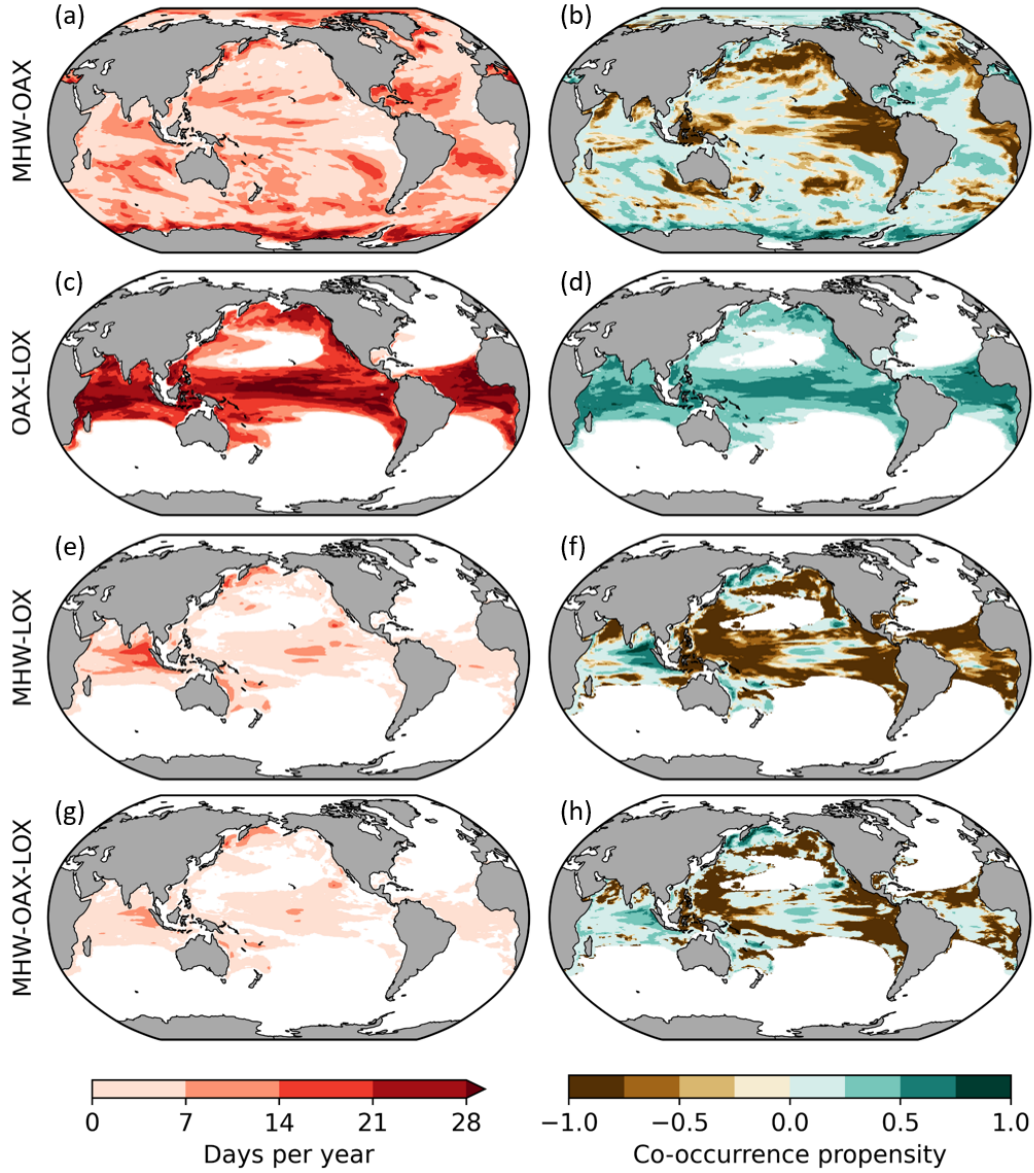 (a) (b)
MHW-OAX
(c) (d)
OAX-LOX
(e) (f)
MHW-LOX
(g) (h)
MHW-OAX-LOX
0 7 14 21 28
Days per year
−1.0 −0.5 0.0 0.5 1.0
Co-occurrence propensity